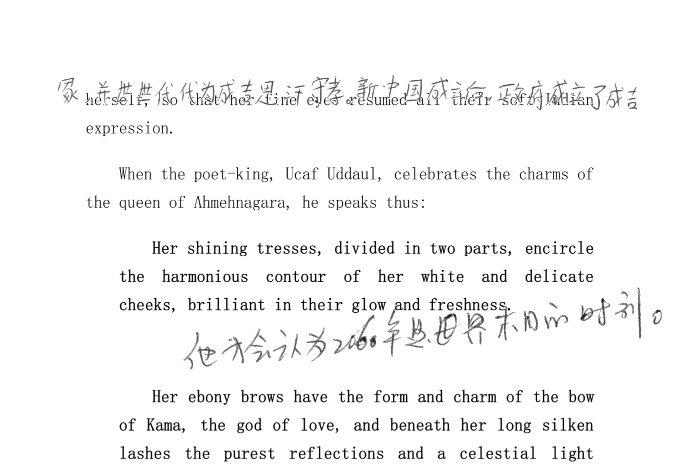 家,并世世代代为成吉思汗守孝。新中国成立后,政府成立了成吉
herself, so that her fine eyes resumed all their soft Indian
expression.
When the poet-king, Ucaf Uddaul, celebrates the charms of
the queen of Ahmehnagara, he speaks thus:
Her shining tresses, divided in two parts, encircle
the harmonious contour of her white and delicate
cheeks, brilliant in their glow and freshness.
他才会认为2060年是世界末日的时刻。
Her ebony brows have the form and charm of the bow
of Kama, the god of love, and beneath her long silken
lashes the purest reflections and a celestial light